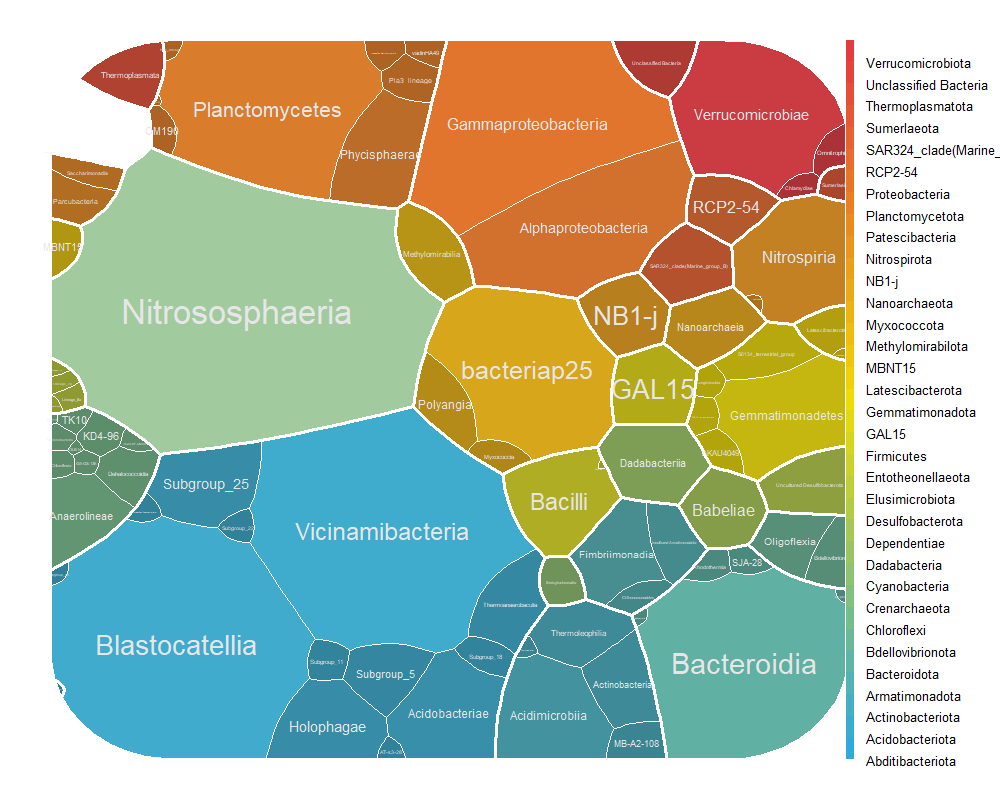 Thermoplasmata
Planctomycetes
vadinHA49
Pla3_lineage
OM190
Phycisphaerae
Gammaproteobacteria
Unclassified Bacteria
Verrucomicrobiae
Chlamydiae
Saccharimonadia
Parcubacteria
MBNT15
Nitrososphaeria
Methylomirabilia
Alphaproteobacteria
RCP2-54
SAR324_clade(Marine_group_B)
Nitrospiria
NB1-j
Nanoarchaeia
bacteriap25
Polyangia
Myxococcia
GAL15
Gemmatimonadetes
TK10
KD4-96
Dehalococcoidia
Anaerolineae
Subgroup_25
Vicinamibacteria
Bacilli
Dadabacteriia
Babeliae
Oligoflexia
Fimbriimonadia
SJA-28
Thermoanaerobaculia
Thermoleophilia
Blastocatellia
Subgroup_11
Subgroup_5
Subgroup_18
Actinobacteria
Bacteroidia
Holophagae
Acidobacteriae
Acidimicrobiia
MB-A2-108
AT-s3-28
Verrucomicrobiota
Unclassified Bacteria
Thermoplasmatota
Sumerlaeota
SAR324_clade(Marine_
RCP2-54
Proteobacteria
Planctomycetota
Patescibacteria
Nitrospirota
NB1-j
Nanoarchaeota
Myxococcota
Methylomirabilota
MBNT15
Latescibacterota
Gemmatimonadota
GAL15
Firmicutes
Entotheonellaeota
Elusimicrobiota
Desulfobacterota
Dependentiae
Dadabacteria
Cyanobacteria
Crenarchaeota
Chloroflexi
Bdellovibrionota
Bacteroidota
Armatimonadota
Actinobacteriota
Acidobacteriota
Abditibacteriota